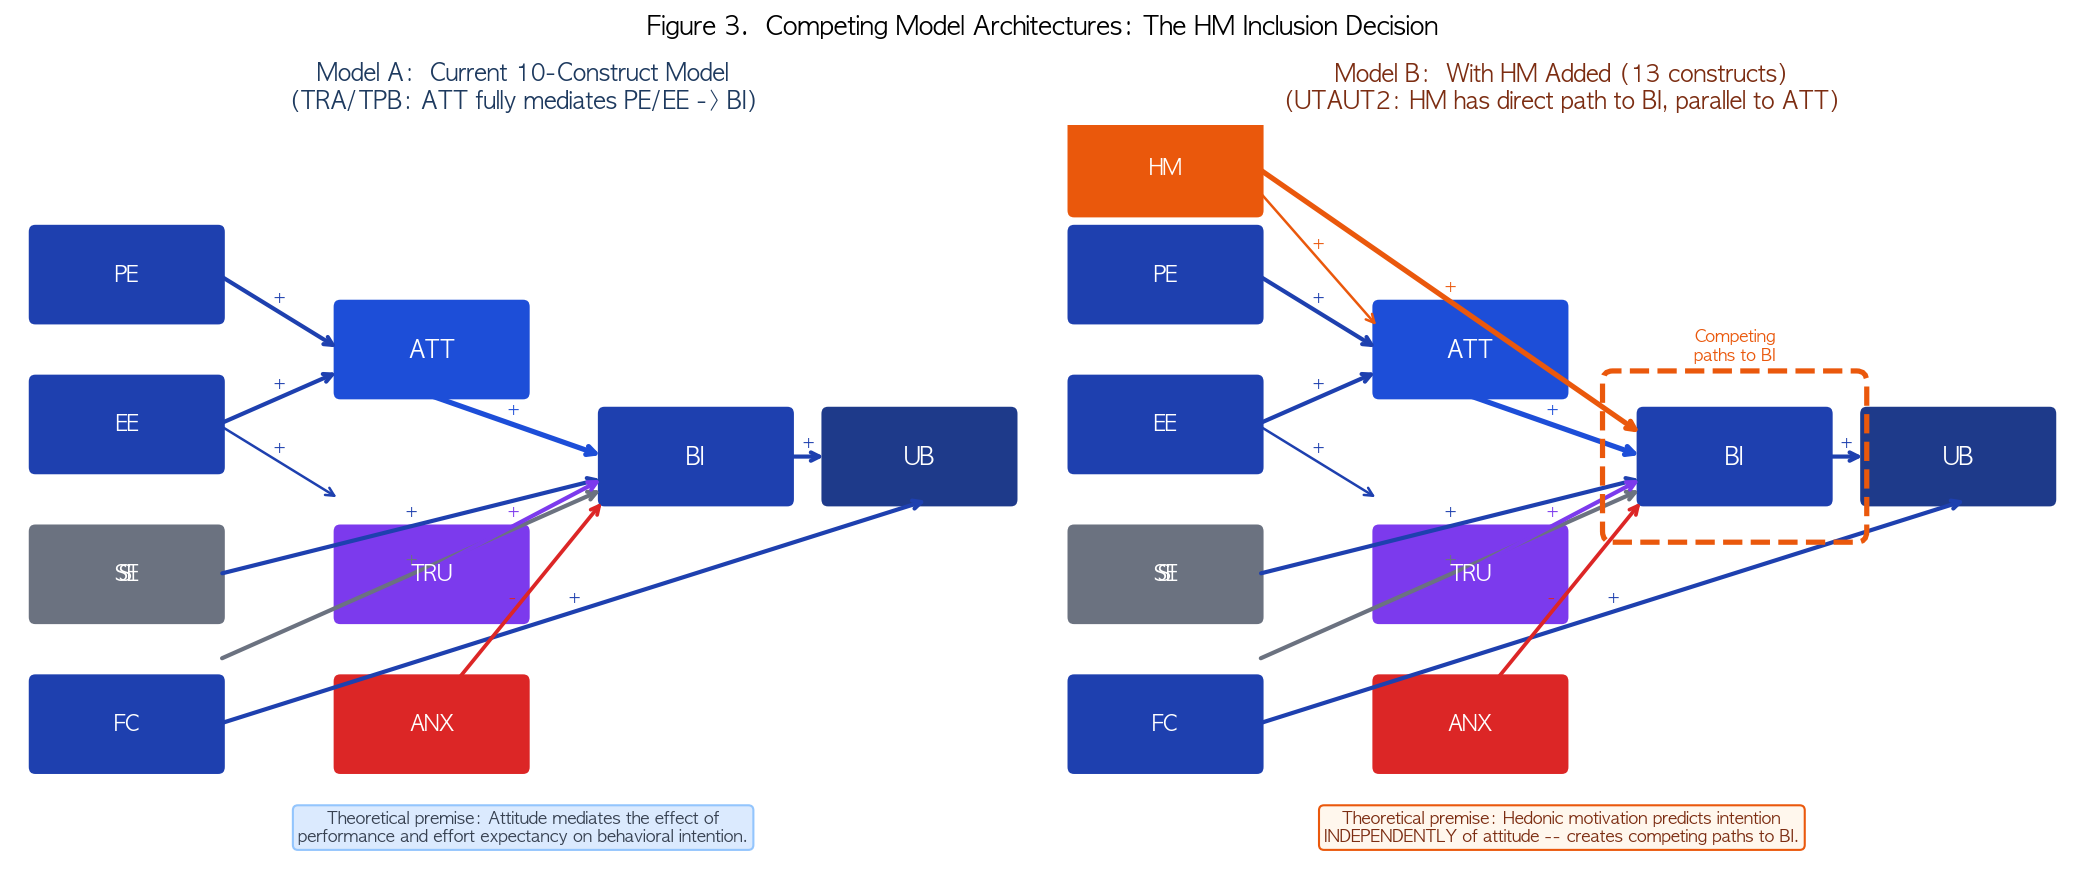 Figure 3.  Competing Model Architectures: The HM Inclusion Decision
Model A:  Current 10-Construct Model
(TRA/TPB: ATT fully mediates PE/EE -> BI)
PE
+
ATT
EE
+
+
+
BI
+
UB
SE
+
+
+
TRU
-
+
FC
ANX
Theoretical premise: Attitude mediates the effect of
performance and effort expectancy on behavioral intention.
Model B:  With HM Added (13 constructs)
(UTAUT2: HM has direct path to BI, parallel to ATT)
HM
+
+
PE
+
ATT
Competing
paths to BI
EE
+
+
+
BI
+
UB
SE
+
+
+
TRU
-
+
FC
ANX
Theoretical premise: Hedonic motivation predicts intention
INDEPENDENTLY of attitude -- creates competing paths to BI.